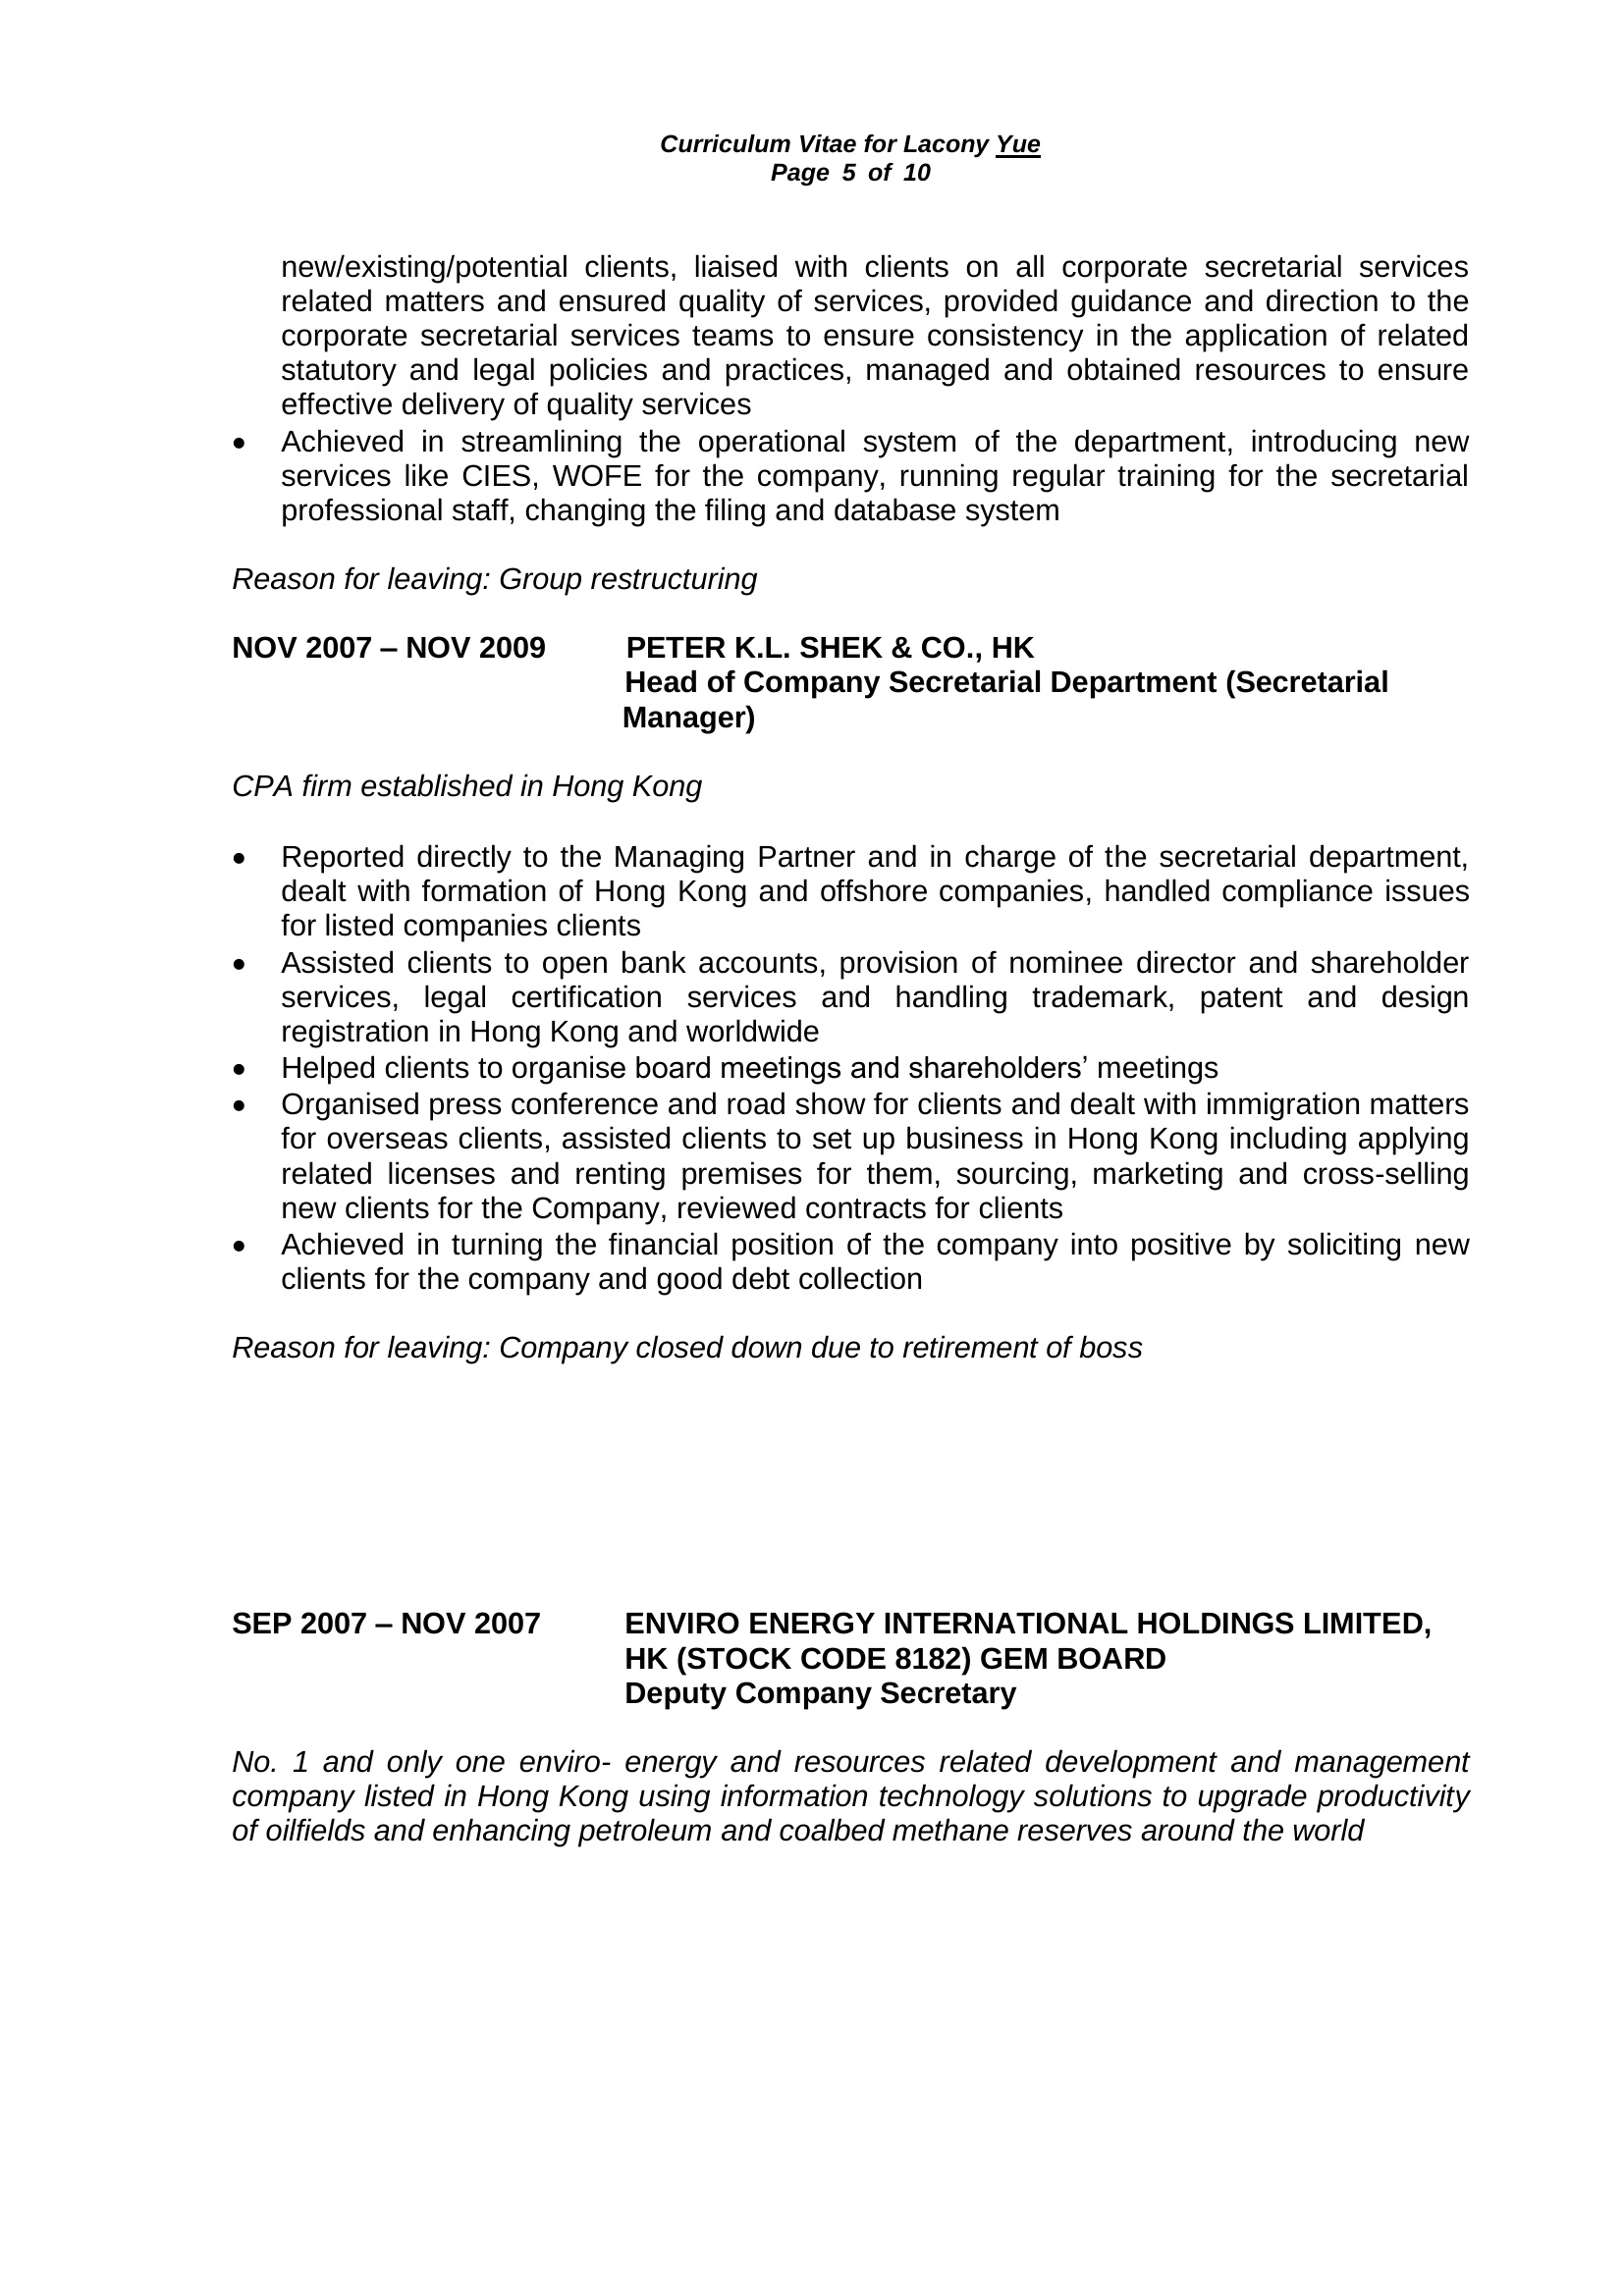 Curriculum Vitae for Lacony Yue
Page 5 of 10
new/existing/potential clients, liaised with clients on all corporate secretarial services
related matters and ensured quality of services, provided guidance and direction to the
corporate secretarial services teams to ensure consistency in the application of related
statutory and legal policies and practices, managed and obtained resources to ensure
effective delivery of quality services
• Achieved in streamlining the operational system of the department, introducing new
services like CIES, WOFE for the company, running regular training for the secretarial
professional staff, changing the filing and database system
Reason for leaving: Group restructuring
NOV 2007 – NOV 2009 PETER K.L. SHEK & CO., HK
Head of Company Secretarial Department (Secretarial
Manager)
CPA firm established in Hong Kong
• Reported directly to the Managing Partner and in charge of the secretarial department,
dealt with formation of Hong Kong and offshore companies, handled compliance issues
for listed companies clients
• Assisted clients to open bank accounts, provision of nominee director and shareholder
services, legal certification services and handling trademark, patent and design
registration in Hong Kong and worldwide
• Helped clients to organise board meetings and shareholders’ meetings
• Organised press conference and road show for clients and dealt with immigration matters
for overseas clients, assisted clients to set up business in Hong Kong including applying
related licenses and renting premises for them, sourcing, marketing and cross-selling
new clients for the Company, reviewed contracts for clients
• Achieved in turning the financial position of the company into positive by soliciting new
clients for the company and good debt collection
Reason for leaving: Company closed down due to retirement of boss
SEP 2007 – NOV 2007 ENVIRO ENERGY INTERNATIONAL HOLDINGS LIMITED,
HK (STOCK CODE 8182) GEM BOARD
Deputy Company Secretary
No. 1 and only one enviro- energy and resources related development and management
company listed in Hong Kong using information technology solutions to upgrade productivity
of oilfields and enhancing petroleum and coalbed methane reserves around the world